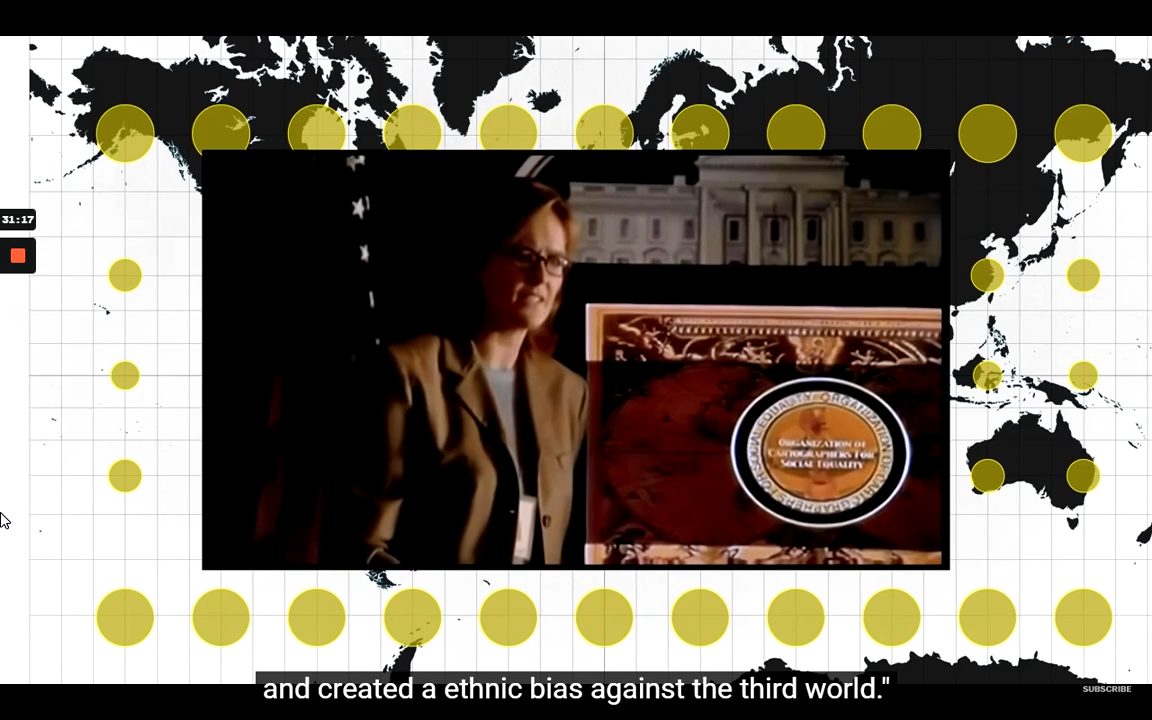 31:17
ORGANIZATION OF
CARTOGRAPHERS FOR
SOCIAL EQUALITY
and created a ethnic bias against the third world."
SUBSCRIBE